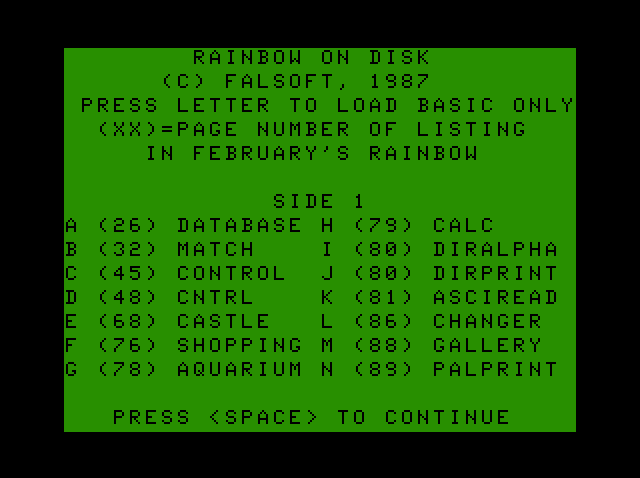 RAINBOW ON DISK
(C) FALSOFT, 1987
PRESS LETTER TO LOAD BASIC ONLY
(XX)=PAGE NUMBER OF LISTING
IN FEBRUARY'S RAINBOW
SIDE 1
A (26) DATABASE H (79) CALC
B (32) MATCH I (80) DIRALPHA
C (45) CONTROL J (80) DIRPRINT
D (48) CNTRL K (81) ASCIREAD
E (68) CASTLE L (86) CHANGER
F (76) SHOPPING M (88) GALLERY
G (78) AQUARIUM N (89) PALPRINT
PRESS <SPACE> TO CONTINUE